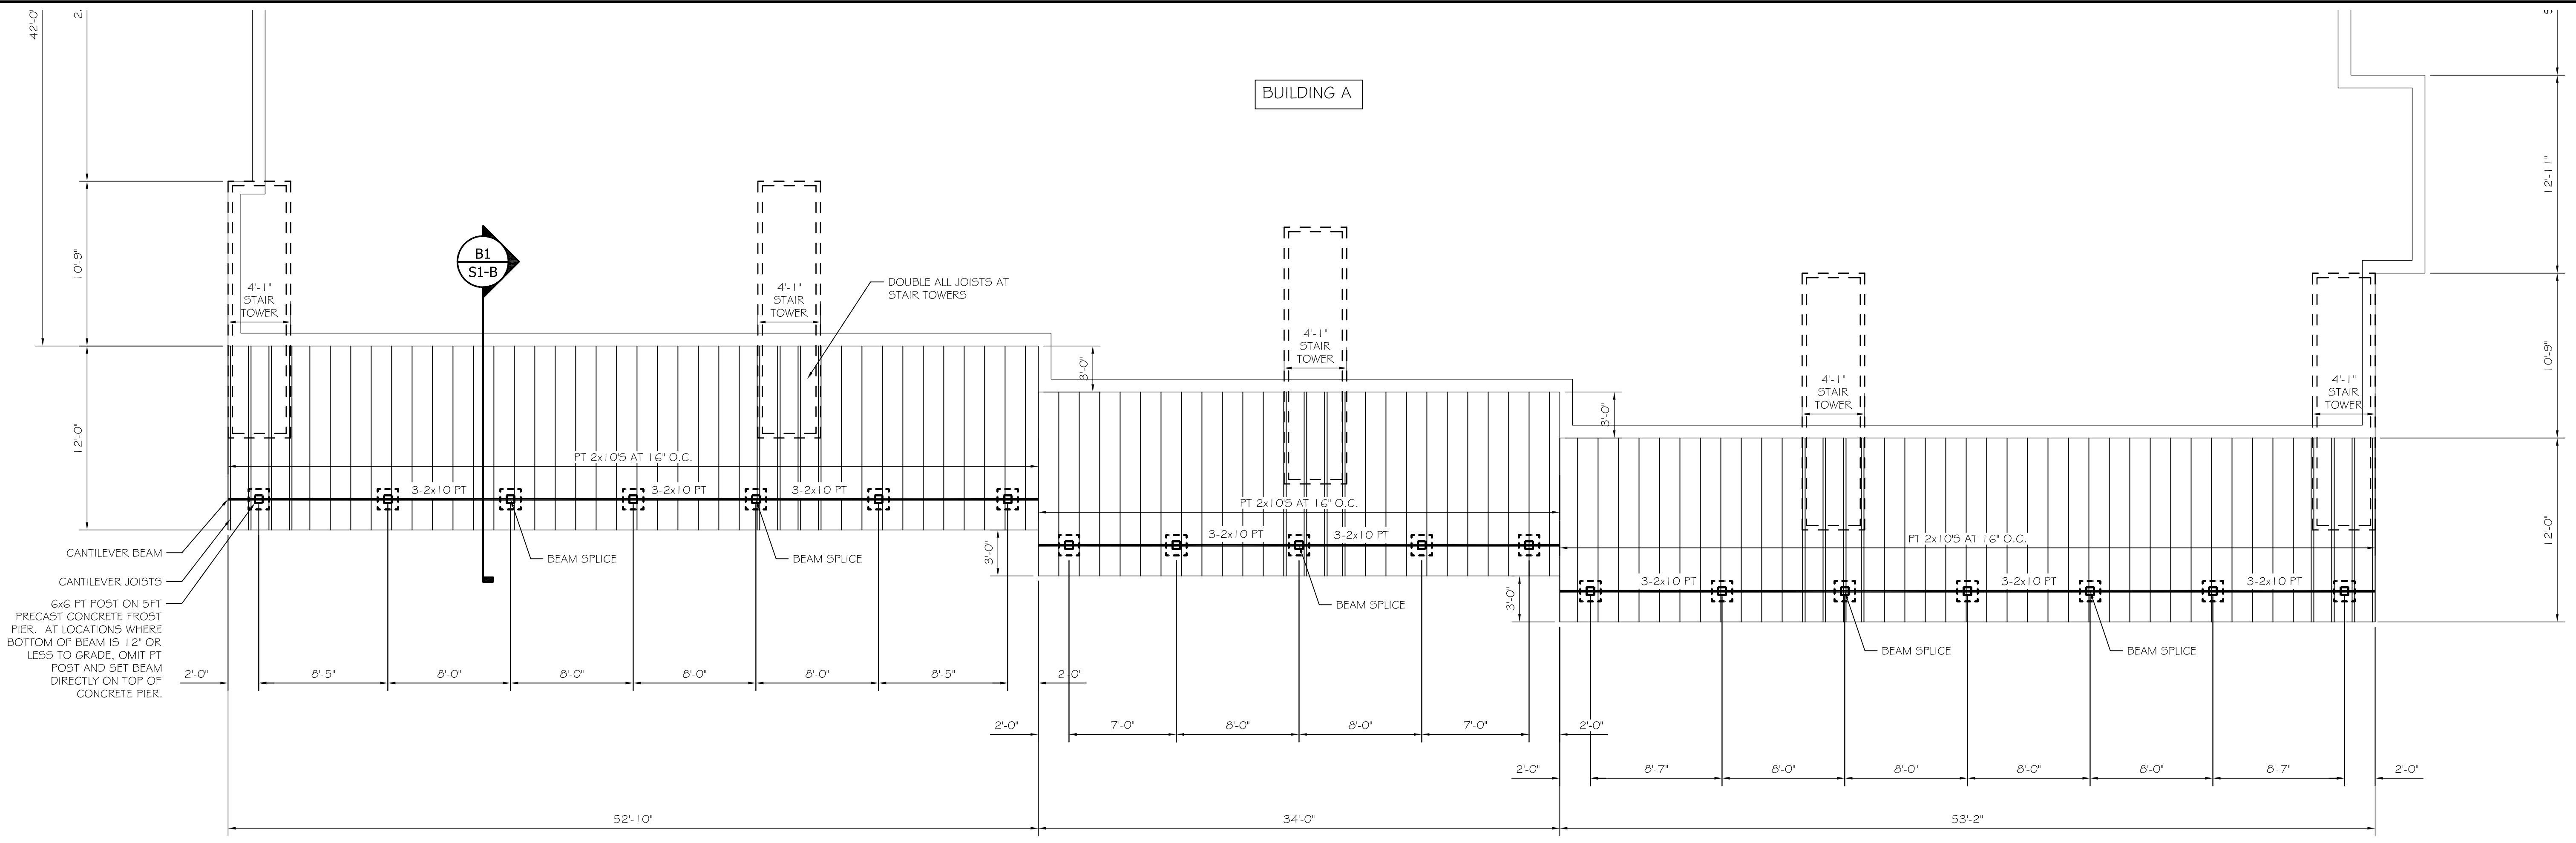 42'-0
2.
BUILDING A
12'-11"
10'-9"
10'-9"
12'-0"
12'-0"
B1
S1-B
4'-1"
STAIR
TOWER
4'-1"
STAIR
TOWER
DOUBLE ALL JOISTS AT
STAIR TOWERS
4'-1"
STAIR
TOWER
4'-1"
STAIR
TOWER
4'-1"
STAIR
TOWER
3'-0"
3'-0"
PT 2x10'S AT 16" O.C.
3-2x10 PT
3-2x10 PT
3-2x10 PT
PT 2x10'S AT 16" O.C.
3-2x10 PT
3-2x10 PT
PT 2x10'S AT 16" O.C.
3-2x10 PT
3-2x10 PT
3-2x10 PT
3'-0"
3'-0"
CANTILEVER BEAM
CANTILEVER JOISTS
6x6 PT POST ON 5FT
PRECAST CONCRETE FROST
PIER. AT LOCATIONS WHERE
BOTTOM OF BEAM IS 12" OR
LESS TO GRADE, OMIT PT
POST AND SET BEAM
DIRECTLY ON TOP OF
CONCRETE PIER.
BEAM SPLICE
BEAM SPLICE
BEAM SPLICE
BEAM SPLICE
BEAM SPLICE
2'-0"
8'-5"
8'-0"
8'-0"
8'-0"
8'-0"
8'-5"
2'-0"
2'-0"
7'-0"
8'-0"
8'-0"
7'-0"
2'-0"
2'-0"
8'-7"
8'-0"
8'-0"
8'-0"
8'-0"
8'-7"
2'-0"
52'-10"
34'-0"
53'-2"